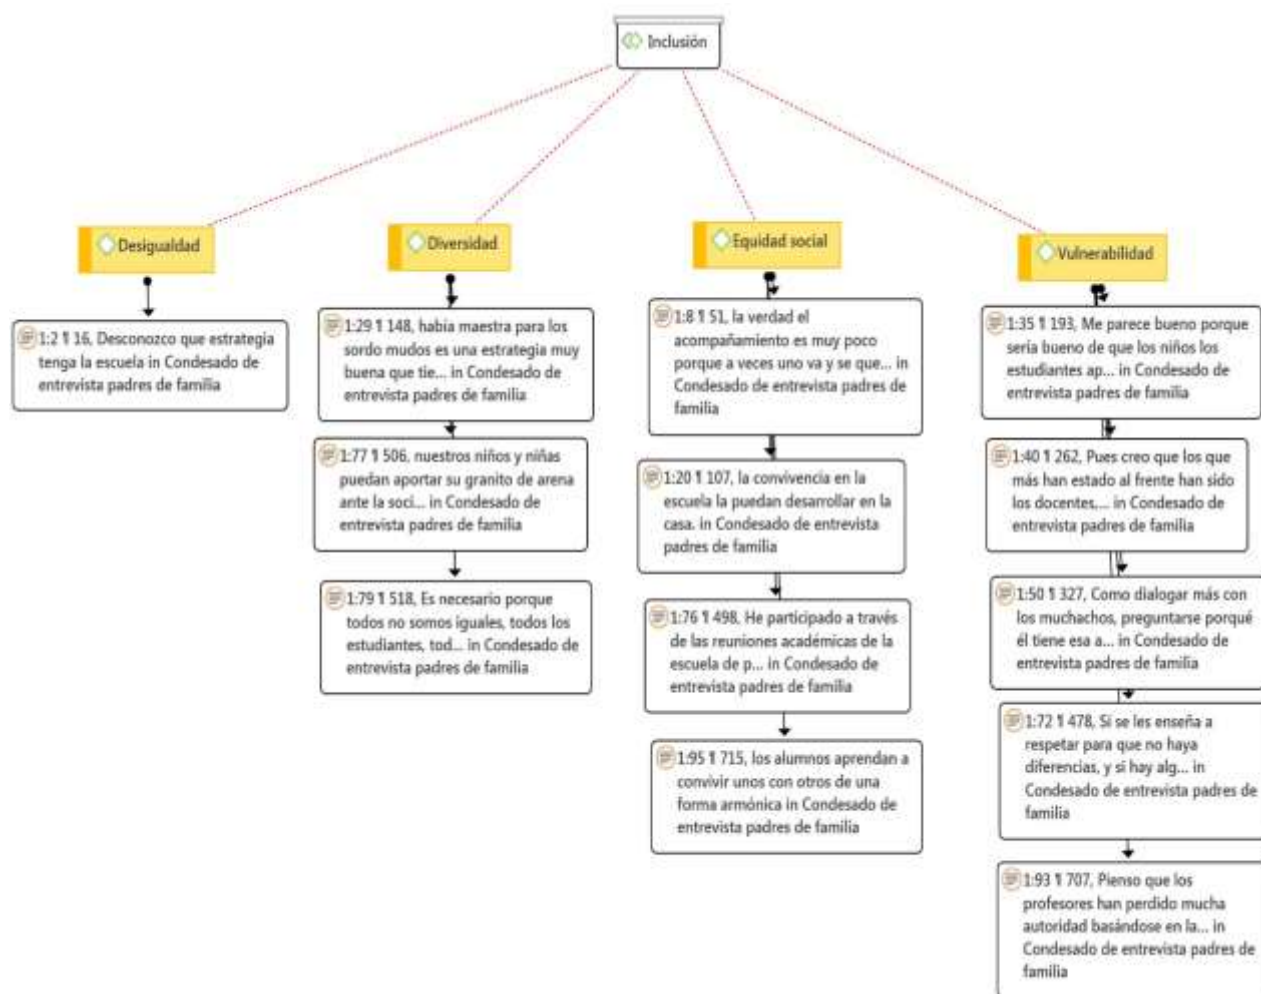 Inclusión
Desigualdad
1:2 ¶ 16, Desconozco que estrategia
tenga la escuela in Condesado de
entrevista padres de familia
Diversidad
1:29 ¶ 148, había maestra para los
sordo mudos es una estrategia muy
buena que tie... in Condesado de
entrevista padres de familia
1:77 ¶ 506, nuestros niños y niñas
puedan aportar su granito de arena
ante la soci... in Condesado de
entrevista padres de familia
1:79 ¶ 518, Es necesario porque
todos no somos iguales, todos los
estudiantes, tod... in Condesado de
entrevista padres de familia
Equidad social
1:8 ¶ 51, la verdad el
acompañamiento es muy poco
porque a veces uno va y se que... in
Condesado de entrevista padres de
familia
1:20 ¶ 107, la convivencia en la
escuela la puedan desarrollar en la
casa. in Condesado de entrevista
padres de familia
1:76 ¶ 498, He participado a través
de las reuniones académicas de la
escuela de p... in Condesado de
entrevista padres de familia
1:95 ¶ 715, los alumnos aprendan a
convivir unos con otros de una
forma armónica in Condesado de
entrevista padres de familia
Vulnerabilidad
1:35 ¶ 193, Me parece bueno porque
sería bueno de que los niños los
estudiantes ap... in Condesado de
entrevista padres de familia
1:40 ¶ 262, Pues creo que los que
más han estado al frente han sido
los docentes,... in Condesado de
entrevista padres de familia
1:50 ¶ 327, Como dialogar más con
los muchachos, preguntarse porqué
él tiene esa a... in Condesado de
entrevista padres de familia
1:72 ¶ 478, Si se les enseña a
respetar para que no haya
diferencias, y si hay alg... in
Condesado de entrevista padres de
familia
1:93 ¶ 707, Pienso que los
profesores han perdido mucha
autoridad basándose en la... in
Condesado de entrevista padres de
familia